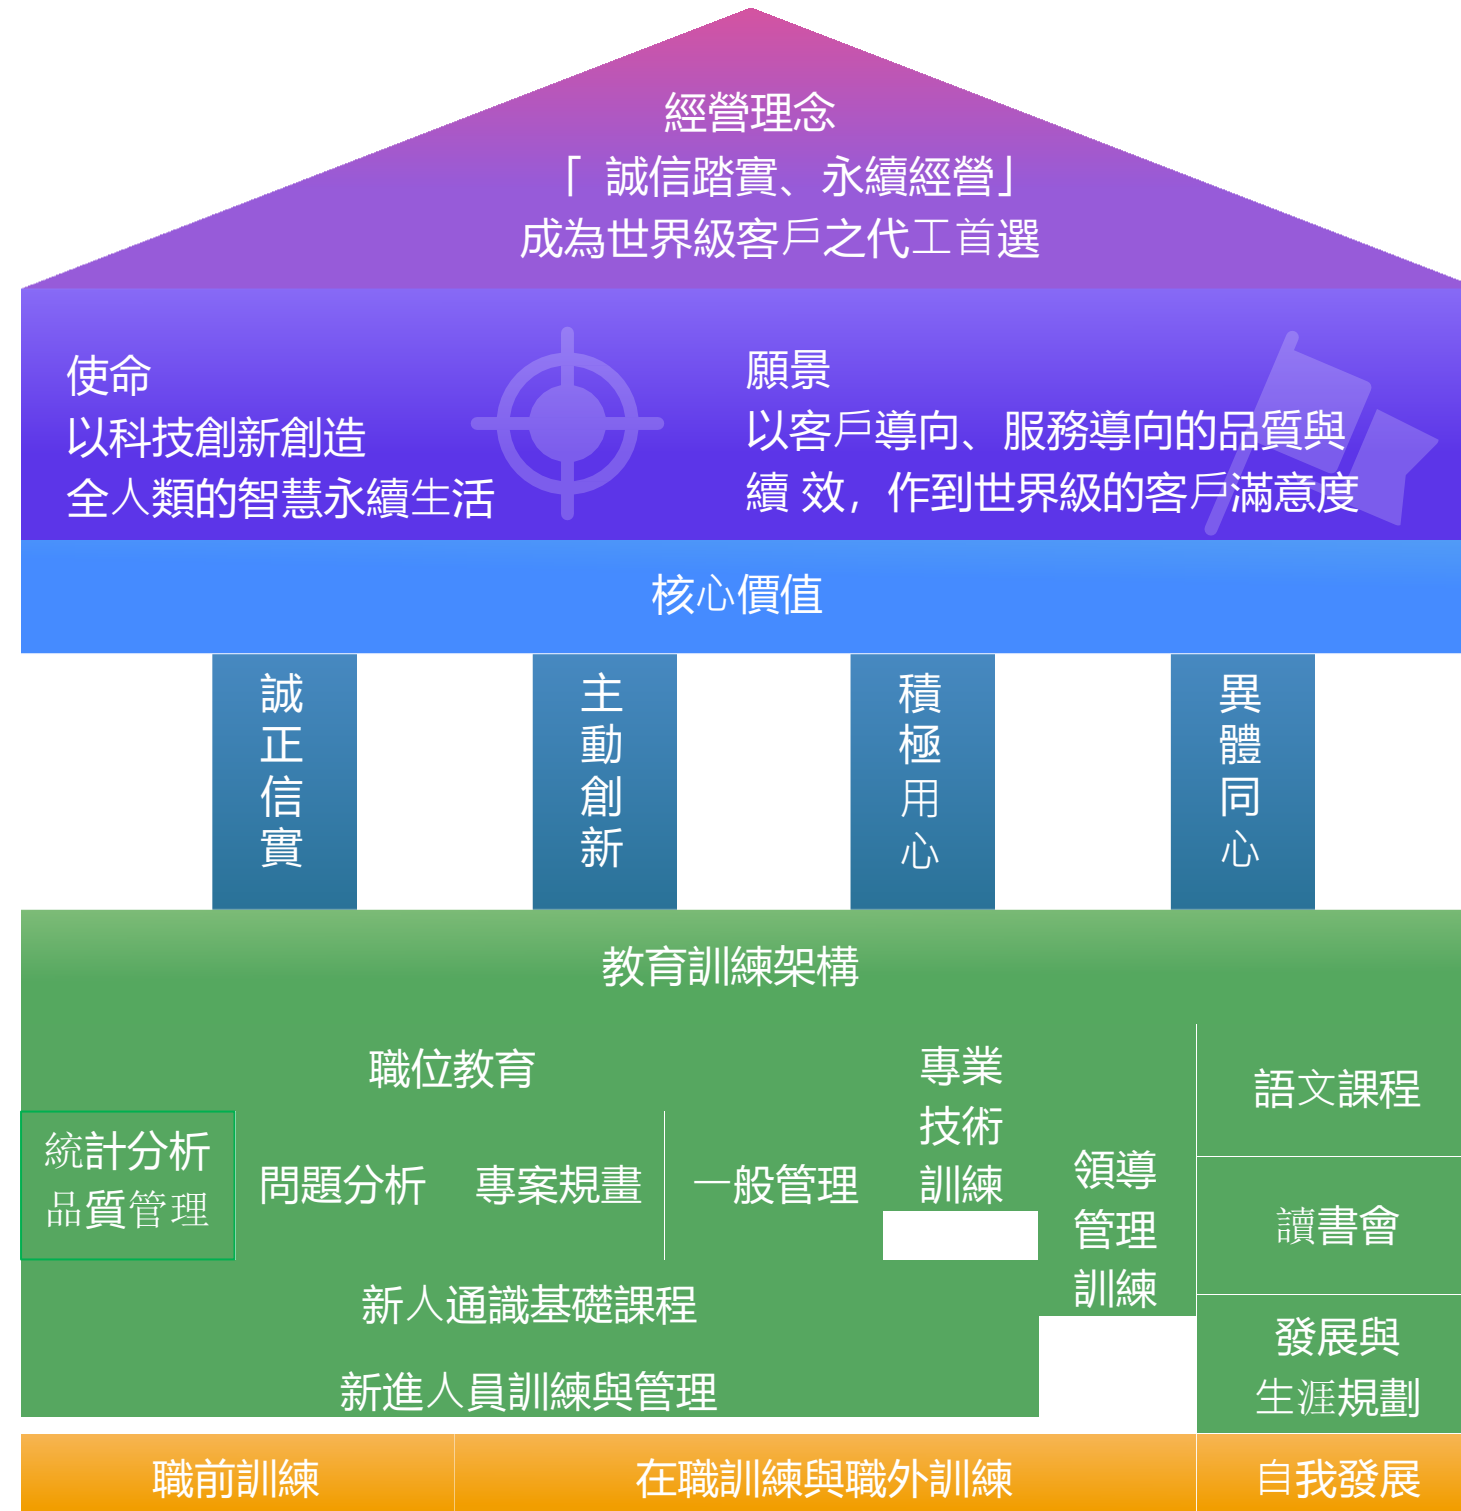 經營理念
「 誠信踏實、永續經營」
成為世界級客戶之代工首選
使命
以科技創新創造
全人類的智慧永續生活
願景
以客戶導向、服務導向的品質與
續 效，作到世界級的客戶滿意度
核心價值
誠正信實
主動創新
積極用心
異體同心
教育訓練架構
職位教育
統計分析
品質管理
問題分析
專案規畫
一般管理
專業
技術
訓練
領導
管理
訓練
語文課程
讀書會
發展與
生涯規劃
新人通識基礎課程
新進人員訓練與管理
職前訓練
在職訓練與職外訓練
自我發展